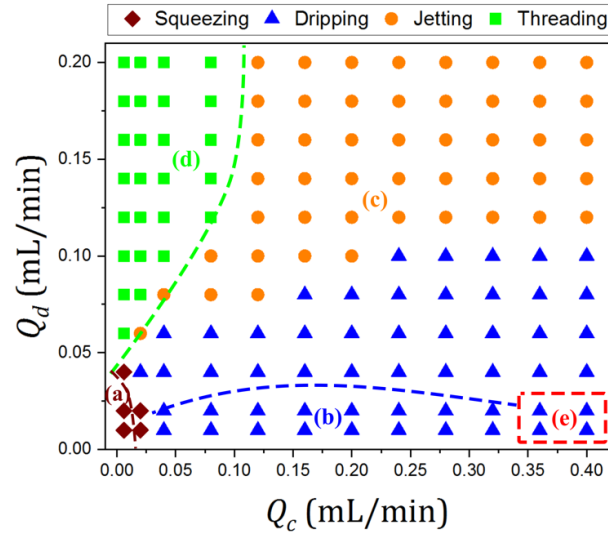 Squeezing Dripping Jetting Threading
0.20
0.15
0.10
0.05
0.00
Q_d (mL/min)
(d)
(c)
(a)
(b)
(e)
0.00 0.05 0.10 0.15 0.20 0.25 0.30 0.35 0.40
Q_c (mL/min)